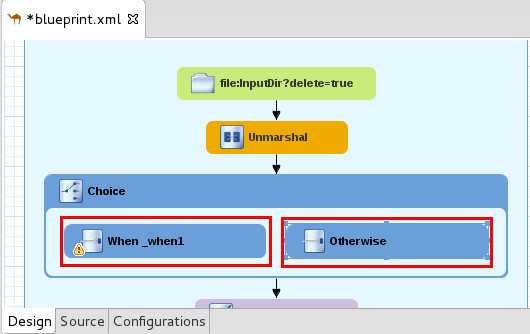 *blueprint.xml
file:InputDir?delete=true
Unmarshal
Choice
When _when1
Otherwise
Design Source Configurations